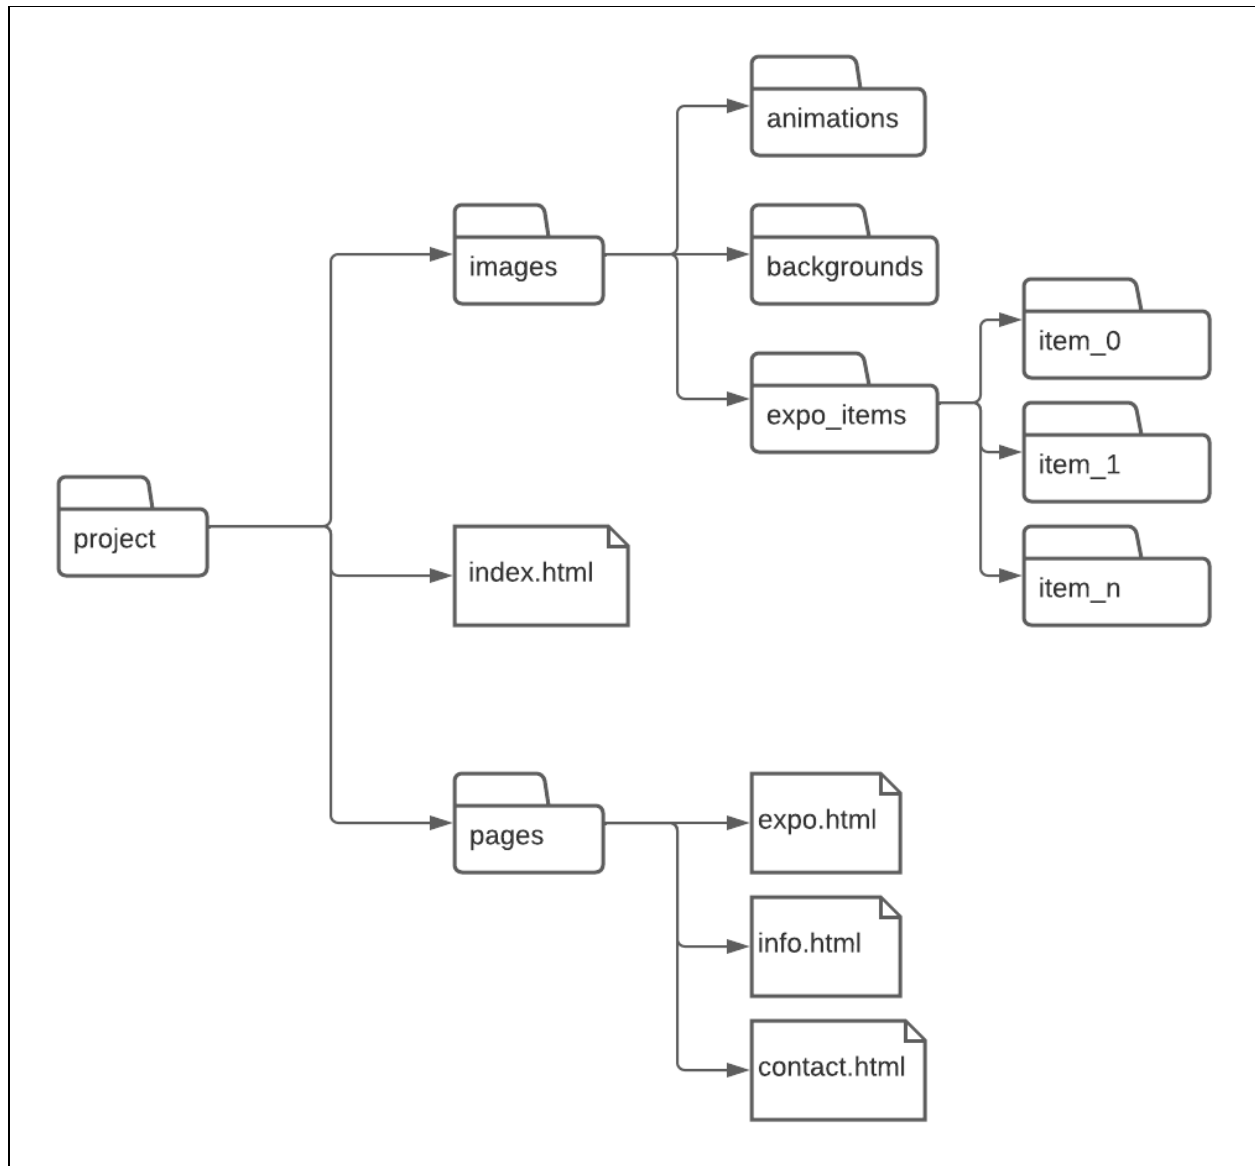 project
images
animations
backgrounds
expo_items
item_0
item_1
item_n
index.html
pages
expo.html
info.html
contact.html